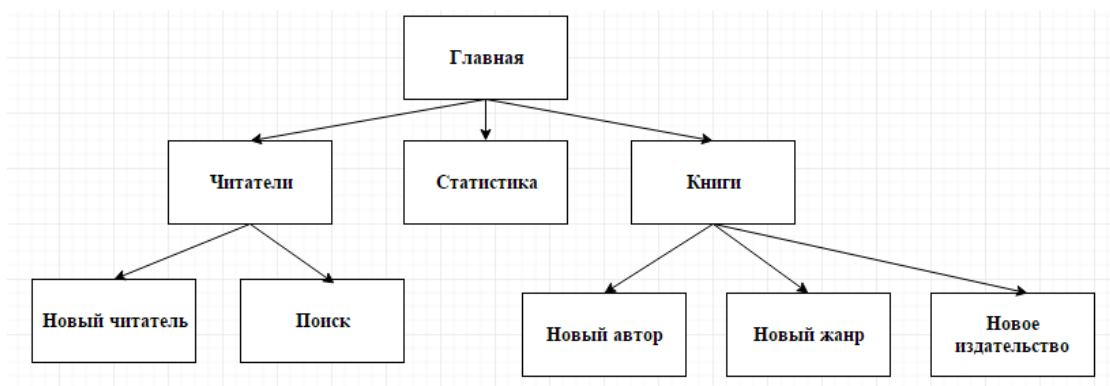 Главная
Читатели
Статистика
Книги
Новый читатель
Поиск
Новый автор
Новый жанр
Новое
издательство